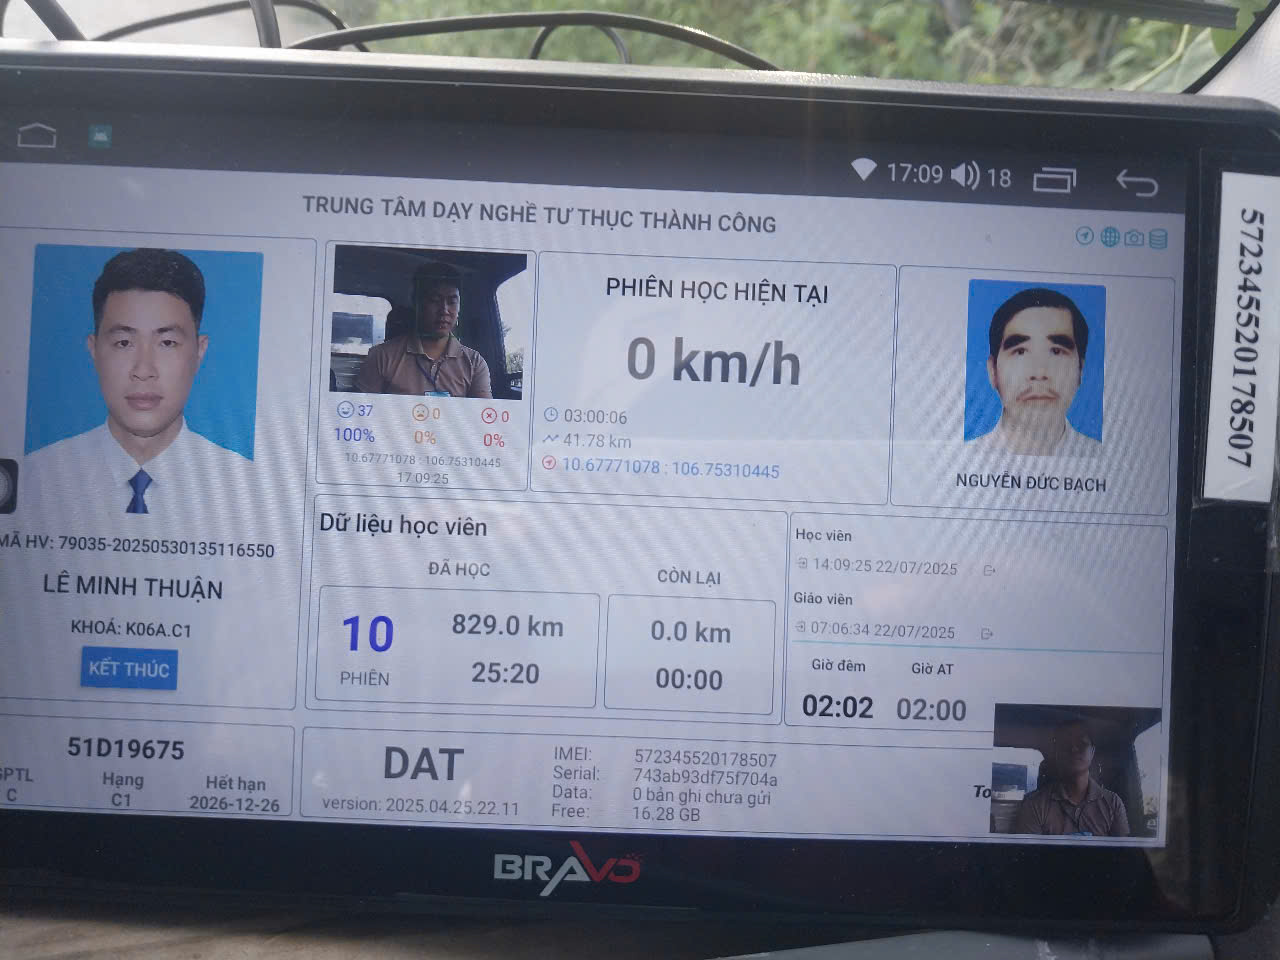 17:09 18
TRUNG TÂM DẠY NGHỀ TƯ THỤC THÀNH CÔNG
MÃ HV: 79035-20250530135116550
LÊ MINH THUẬN
KHOÁ: K06A.C1
KẾT THÚC
37 0 0
100% 0% 0%
10.67771078 : 106.75310445
17:09:25
PHIÊN HỌC HIỆN TẠI
0 km/h
03:00:06
41.78 km
10.67771078 : 106.75310445
NGUYỄN ĐỨC BẠCH
Dữ liệu học viên
ĐÃ HỌC
10
PHIÊN
829.0 km
25:20
CÒN LẠI
0.0 km
00:00
Học viên
14:09:25 22/07/2025
Giáo viên
07:06:34 22/07/2025
Giờ đêm Giờ AT
02:02 02:00
51D19675
GPTL Hạng Hết hạn
C C1 2026-12-26
DAT
version: 2025.04.25.22.11
IMEI: 572345520178507
Serial: 743ab93df75f704a
Data: 0 bản ghi chưa gửi
Free: 16.28 GB
To
BRAVO
572345520178507